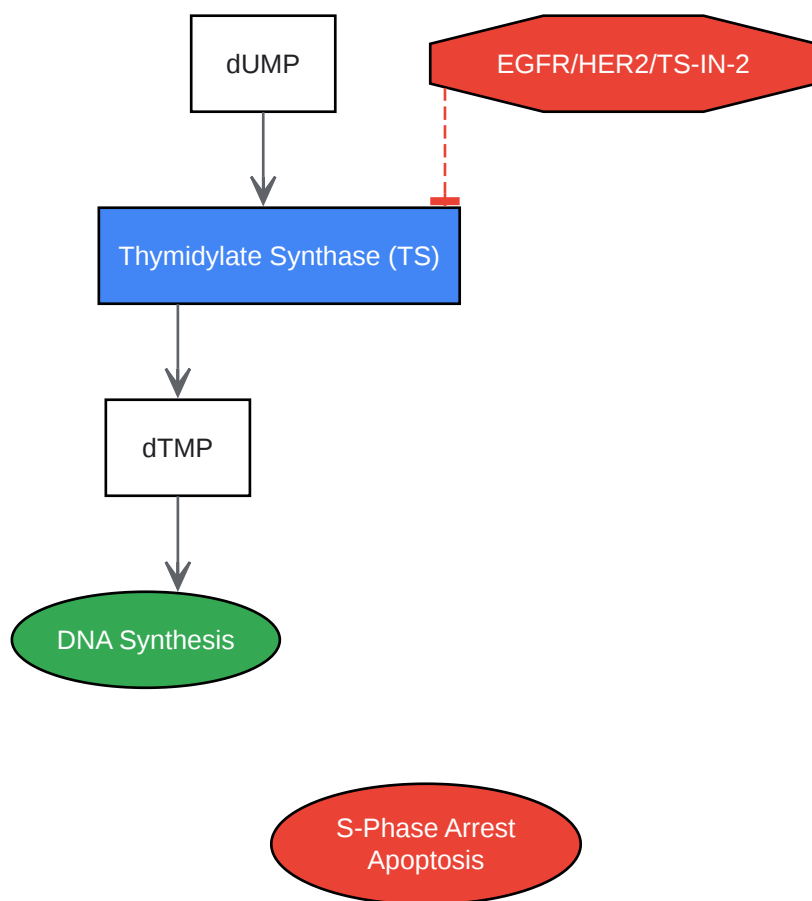 dUMP
EGFR/HER2/TS-IN-2
Thymidylate Synthase (TS)
dTMP
DNA Synthesis
S-Phase Arrest
Apoptosis